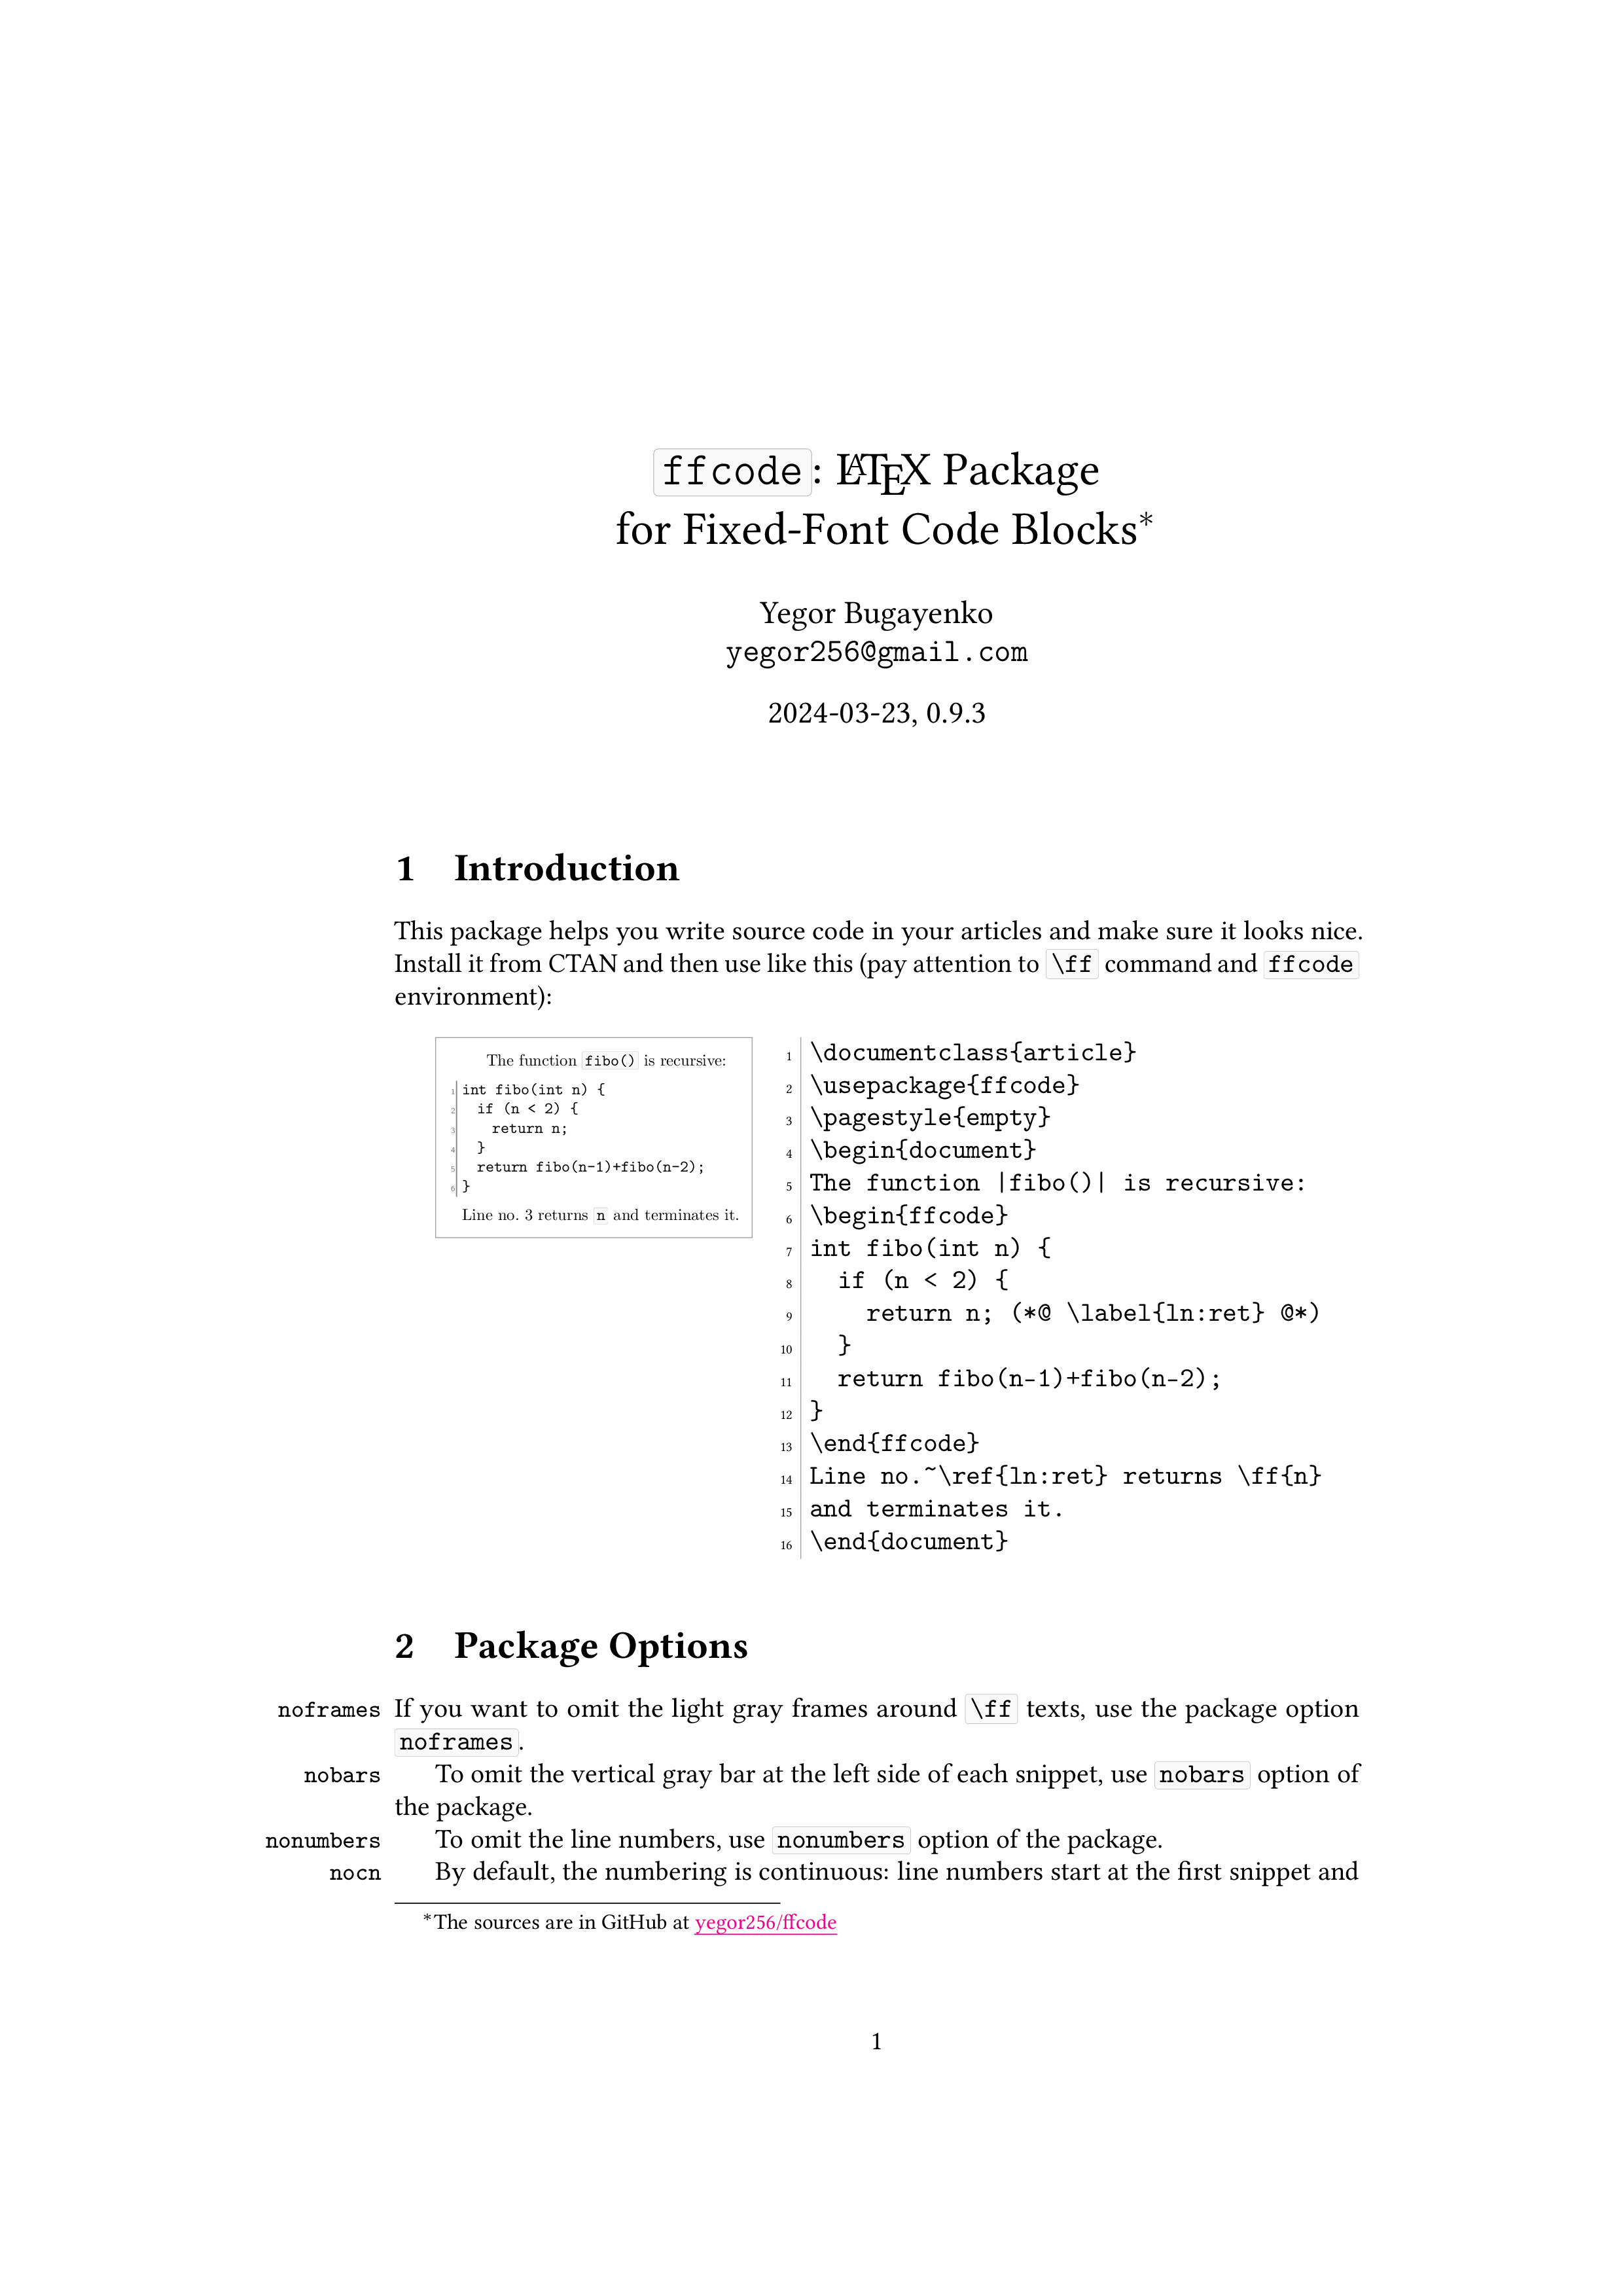 ffcode: LATEX Package
for Fixed-Font Code Blocks*
Yegor Bugayenko
yegor256@gmail.com
2024-03-23, 0.9.3
1 Introduction
This package helps you write source code in your articles and make sure it looks nice.
Install it from CTAN and then use like this (pay attention to \ff command and ffcode
environment):
The function fibo() is recursive:
1 int fibo(int n) {
2   if (n < 2) {
3     return n;
4   }
5   return fibo(n-1)+fibo(n-2);
6 }
Line no. 3 returns n and terminates it.
1 \documentclass{article}
2 \usepackage{ffcode}
3 \pagestyle{empty}
4 \begin{document}
5 The function |fibo()| is recursive:
6 \begin{ffcode}
7 int fibo(int n) {
8   if (n < 2) {
9     return n; (*@ \label{ln:ret} @*)
10   }
11   return fibo(n-1)+fibo(n-2);
12 }
13 \end{ffcode}
14 Line no.~\ref{ln:ret} returns \ff{n}
15 and terminates it.
16 \end{document}
2 Package Options
noframes If you want to omit the light gray frames around \ff texts, use the package option
noframes.
nobars To omit the vertical gray bar at the left side of each snippet, use nobars option of
the package.
nonumbers To omit the line numbers, use nonumbers option of the package.
nocn By default, the numbering is continuous: line numbers start at the first snippet and
*The sources are in GitHub at yegor256/ffcode
1